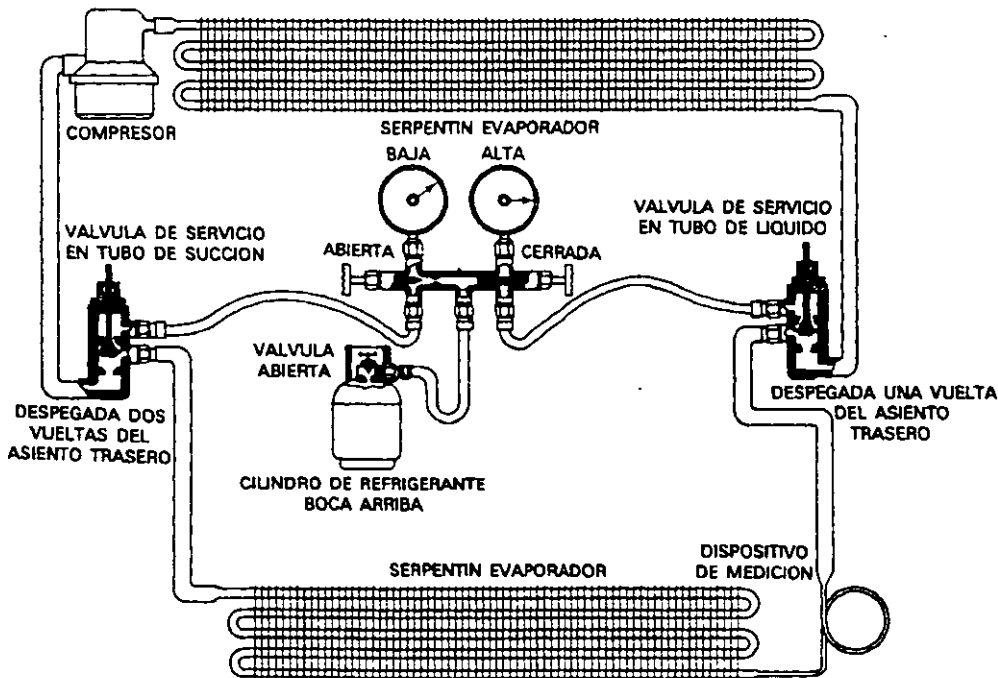 COMPRESOR
SERPENTIN EVAPORADOR
BAJA
ALTA
VALVULA DE SERVICIO
EN TUBO DE SUCCION
ABIERTA
CERRADA
VALVULA DE SERVICIO
EN TUBO DE LIQUIDO
VALVULA
ABIERTA
DESPEGADA DOS
VUELTAS DEL
ASIENTO TRASERO
DESPEGADA UNA VUELTA
DEL ASIENTO
TRASERO
CILINDRO DE REFRIGERANTE
BOCA ARRIBA
SERPENTIN EVAPORADOR
DISPOSITIVO
DE MEDICION